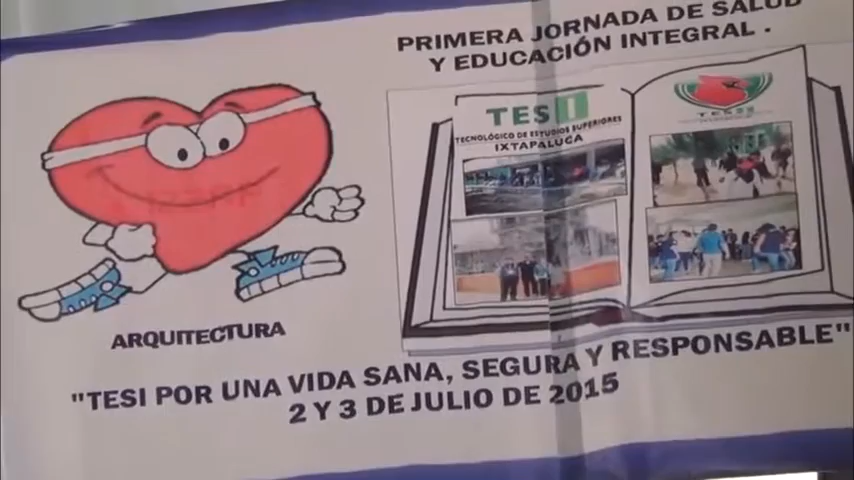 PRIMERA JORNADA DE SALUD
Y EDUCACIÓN INTEGRAL.
TESI
TECNOLÓGICO DE ESTUDIOS SUPERIORES
IXTAPALUCA
TESI
ARQUITECTURA
"TESI POR UNA VIDA SANA, SEGURA Y RESPONSABLE"
2 Y 3 DE JULIO DE 2015